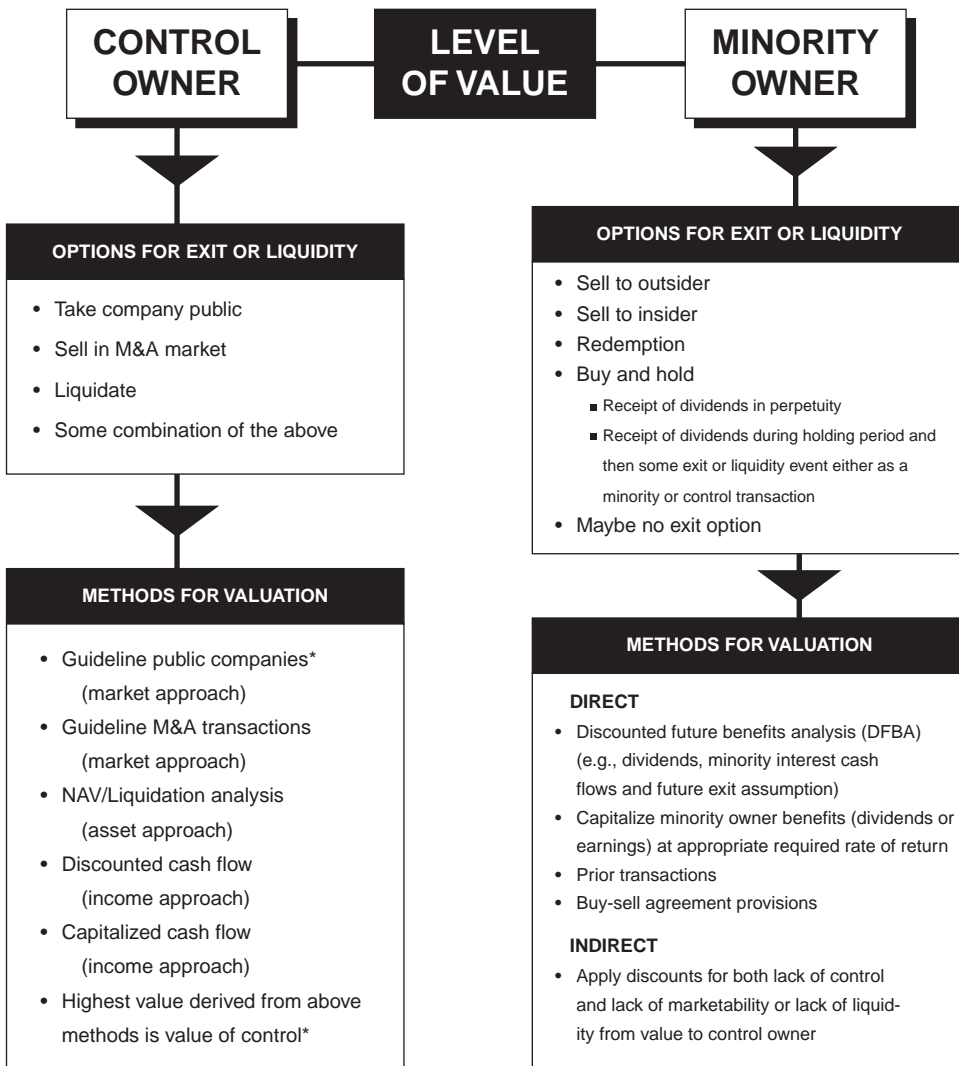 CONTROL
OWNER
LEVEL
OF VALUE
MINORITY
OWNER
OPTIONS FOR EXIT OR LIQUIDITY
• Take company public
• Sell in M&A market
• Liquidate
• Some combination of the above
METHODS FOR VALUATION
• Guideline public companies*
(market approach)
• Guideline M&A transactions
(market approach)
• NAV/Liquidation analysis
(asset approach)
• Discounted cash flow
(income approach)
• Capitalized cash flow
(income approach)
• Highest value derived from above
methods is value of control*
OPTIONS FOR EXIT OR LIQUIDITY
• Sell to outsider
• Sell to insider
• Redemption
• Buy and hold
■ Receipt of dividends in perpetuity
■ Receipt of dividends during holding period and
then some exit or liquidity event either as a
minority or control transaction
• Maybe no exit option
METHODS FOR VALUATION
DIRECT
• Discounted future benefits analysis (DFBA)
(e.g., dividends, minority interest cash
flows and future exit assumption)
• Capitalize minority owner benefits (dividends or
earnings) at appropriate required rate of return
• Prior transactions
• Buy-sell agreement provisions
INDIRECT
• Apply discounts for both lack of control
and lack of marketability or lack of liquid-
ity from value to control owner